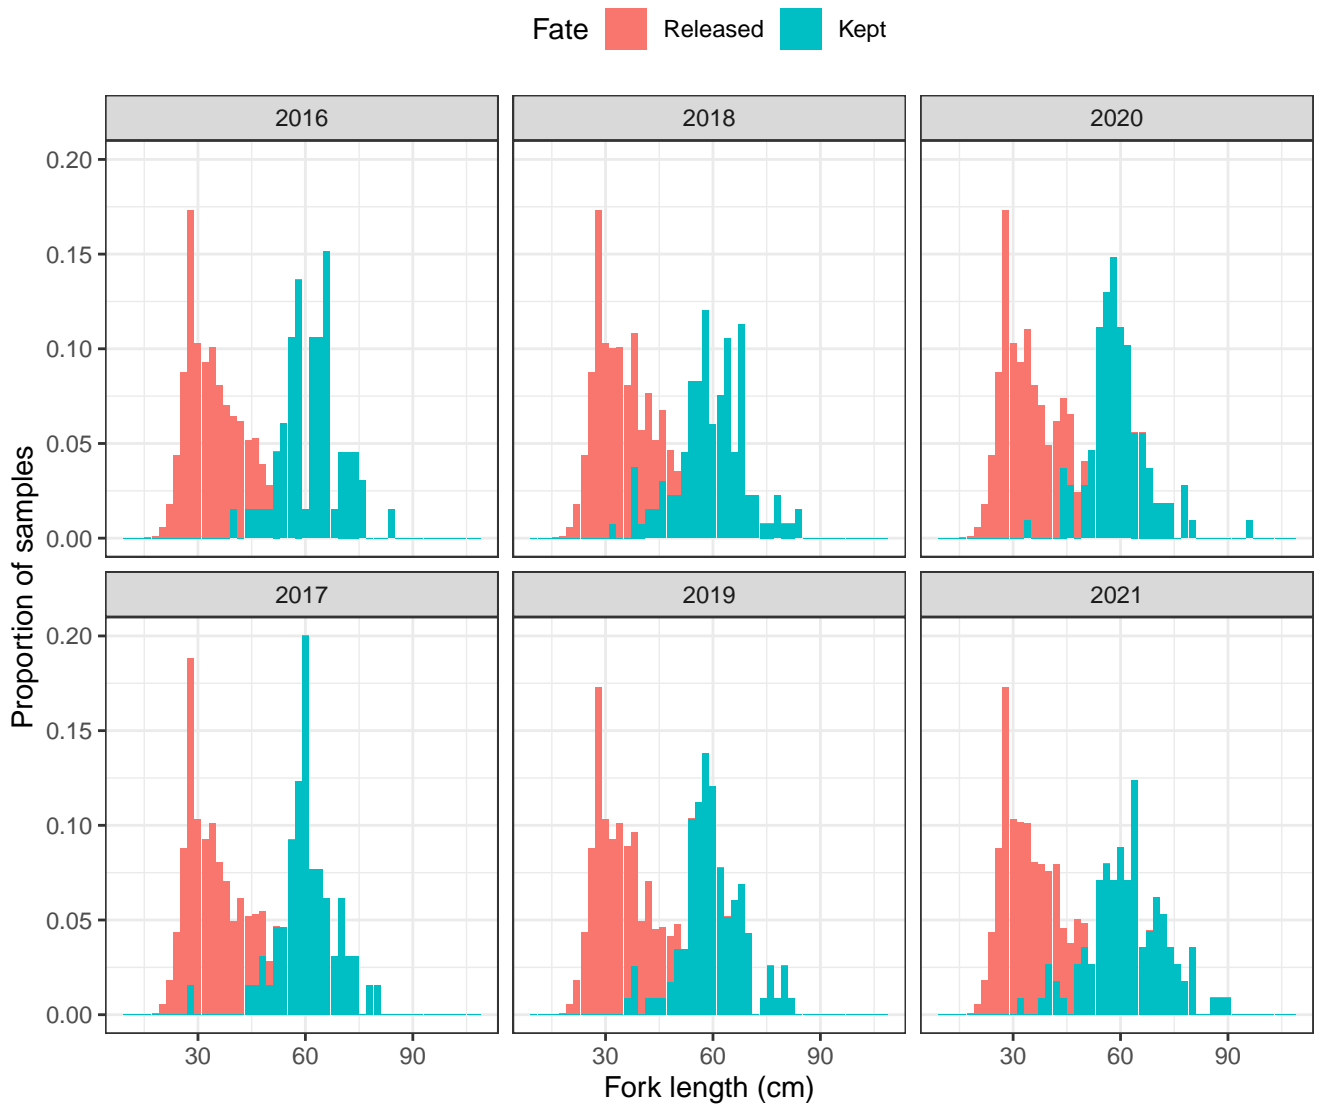 Fate Released Kept
2016 2018 2020
0.20
0.15
0.10
0.05
0.00
2017 2019 2021
0.20
0.15
0.10
0.05
0.00
30 60 90 30 60 90 30 60 90
Fork length (cm)
Proportion of samples